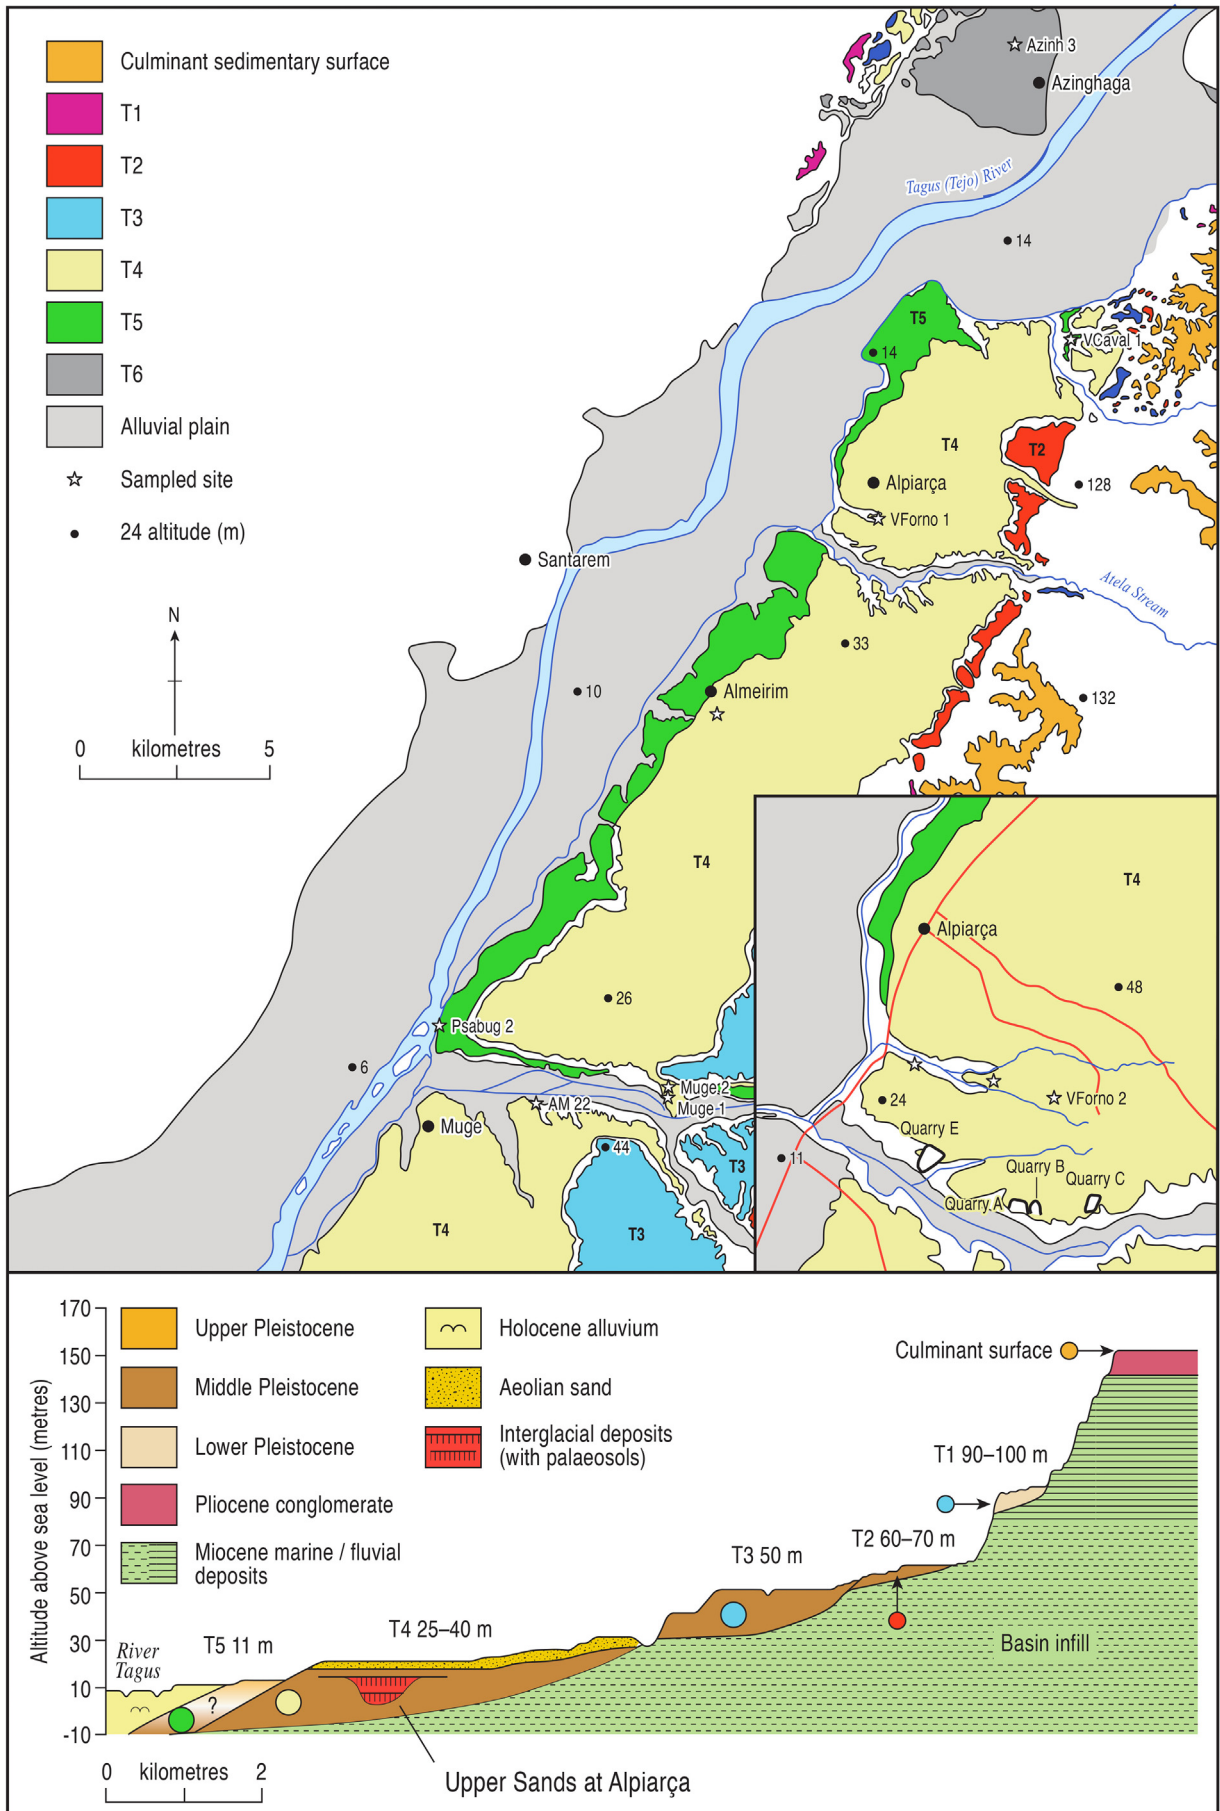 Culminant sedimentary surface
T1
T2
T3
T4
T5
T6
Alluvial plain
Sampled site
24 altitude (m)
N
0 kilometres 5
Azinh 3
Azinghaga
Tagus (Tejo) River
14
T5
14
VCaval 1
T4
T2
128
Alpiarça
VForno 1
Santarem
Atela Stream
33
10
Almeirim
132
T4
26
Psabug 2
6
Muge 2
Muge 1
AM 22
Muge
44
T3
T4
T3
T4
Alpiarça
48
24
VForno 2
Quarry E
11
Quarry B
Quarry C
Quarry A
170
150
130
110
90
70
50
30
10
-10
Altitude above sea level (metres)
Upper Pleistocene
Middle Pleistocene
Lower Pleistocene
Pliocene conglomerate
Miocene marine / fluvial
deposits
Holocene alluvium
Aeolian sand
Interglacial deposits
(with palaeosols)
Culminant surface
T1 90–100 m
T2 60–70 m
T3 50 m
T4 25–40 m
T5 11 m
River
Tagus
?
Basin infill
0 kilometres 2
Upper Sands at Alpiarça